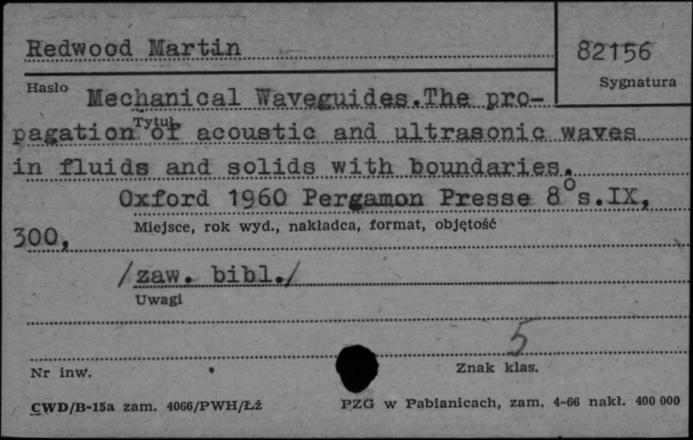 Redwood Martin
82156
Hasło
Sygnatura
Mechanical Waveguides.The pro-
Tytuł
pagation of acoustic and ultrasonic waves
in fluids and solids with boundaries.
Oxford 1960 Pergamon Presse 8° s.IX,
Miejsce, rok wyd., nakładca, format, objętość
300,
/zaw. bibl./
Uwagi
5
Nr inw.
Znak klas.
CWD/B-15a zam. 4066/PWH/Łź
PZG w Pabianicach, zam. 4-66 nakł. 400 000